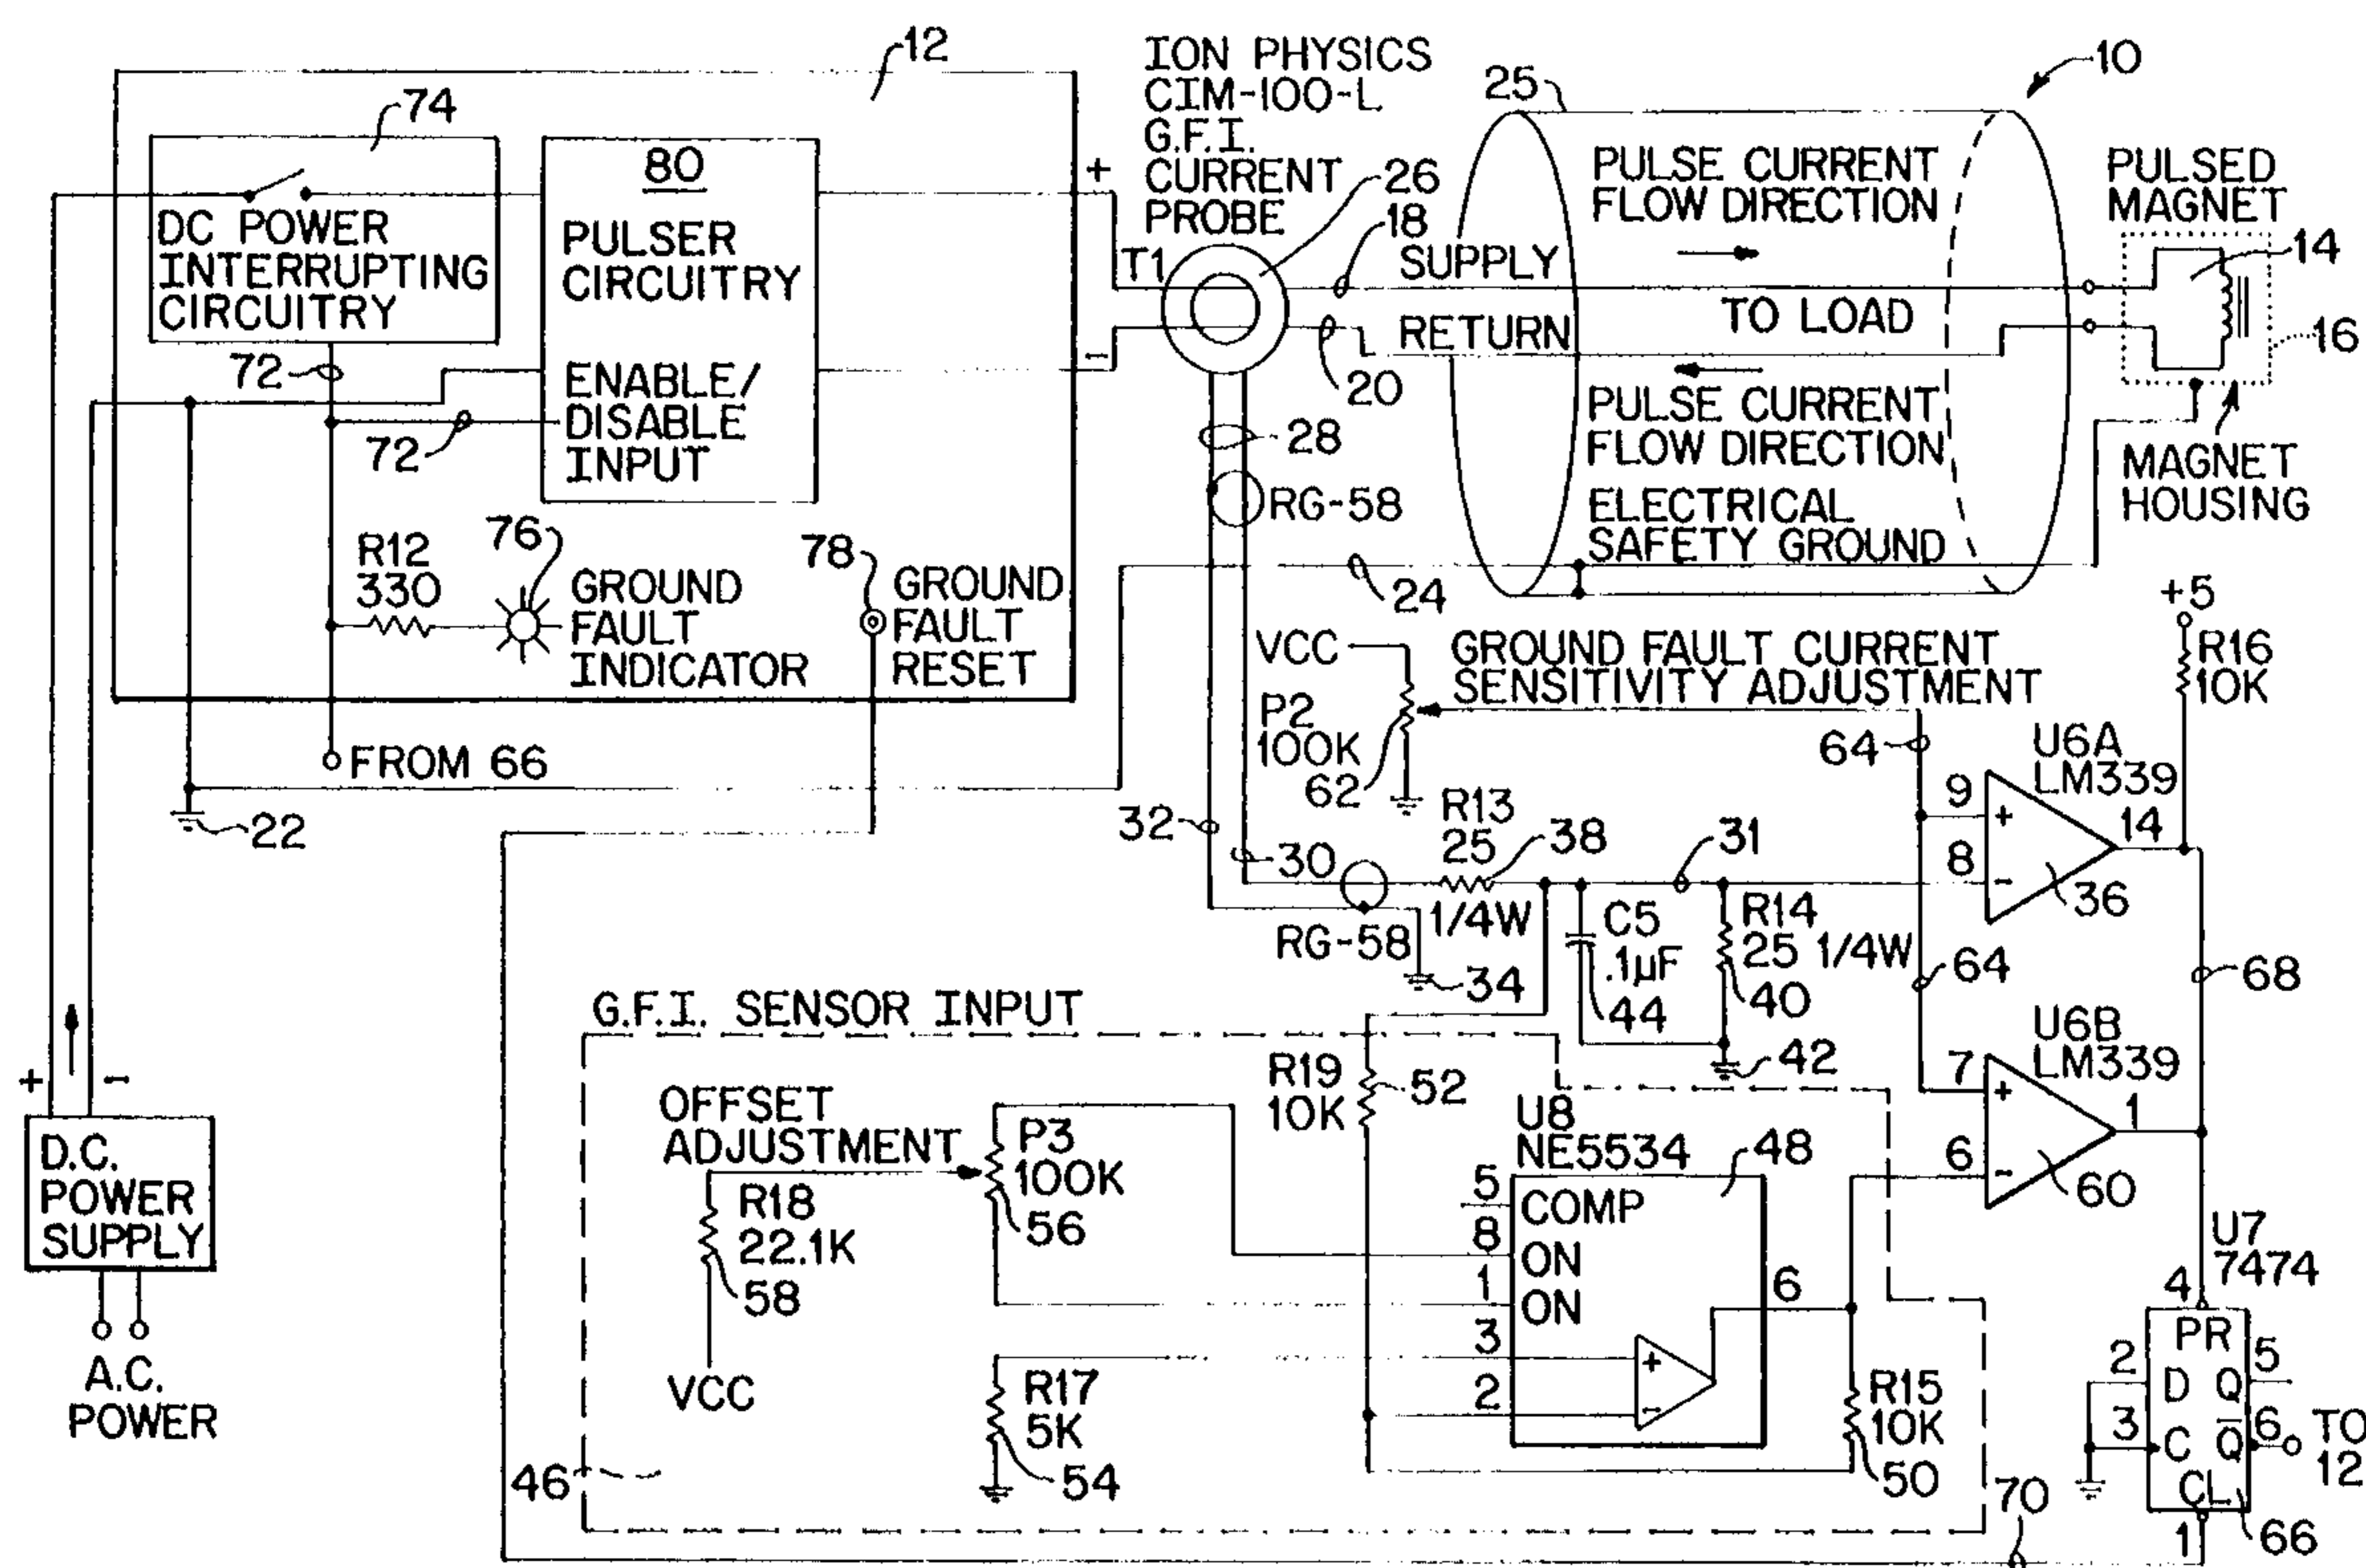 12
ION PHYSICS
CIM-100-L
G.F.I.
CURRENT
PROBE
10
25
74
80
PULSER
CIRCUITRY
ENABLE/
DISABLE
INPUT
DC POWER
INTERRUPTING
CIRCUITRY
72
72
+
-
T1
26
18
SUPPLY
RETURN
20
PULSE CURRENT
FLOW DIRECTION
TO LOAD
PULSE CURRENT
FLOW DIRECTION
ELECTRICAL
SAFETY GROUND
PULSED
MAGNET
14
16
MAGNET
HOUSING
28
RG-58
24
R12
330
76
GROUND
FAULT
INDICATOR
78
GROUND
FAULT
RESET
FROM 66
22
VCC
P2
100K
62
GROUND FAULT CURRENT
SENSITIVITY ADJUSTMENT
+5
R16
10K
64
U6A
LM339
9
+
8
-
14
36
32
30
R13
25
38
1/4W
RG-58
34
31
C5
.1µF
44
R14
25 1/4W
40
42
64
68
U6B
LM339
7
+
6
-
1
60
G.F.I. SENSOR INPUT
+ -
D.C.
POWER
SUPPLY
A.C.
POWER
OFFSET
ADJUSTMENT
R18
22.1K
58
VCC
P3
100K
56
R19
10K
52
U8
NE5534
48
5
COMP
8
ON
1
ON
3
+
2
-
6
R17
5K
54
46
R15
10K
50
U7
7474
4
PR
2
D
Q
5
3
C
Q̅
6
TO
12
CL
1
66
70